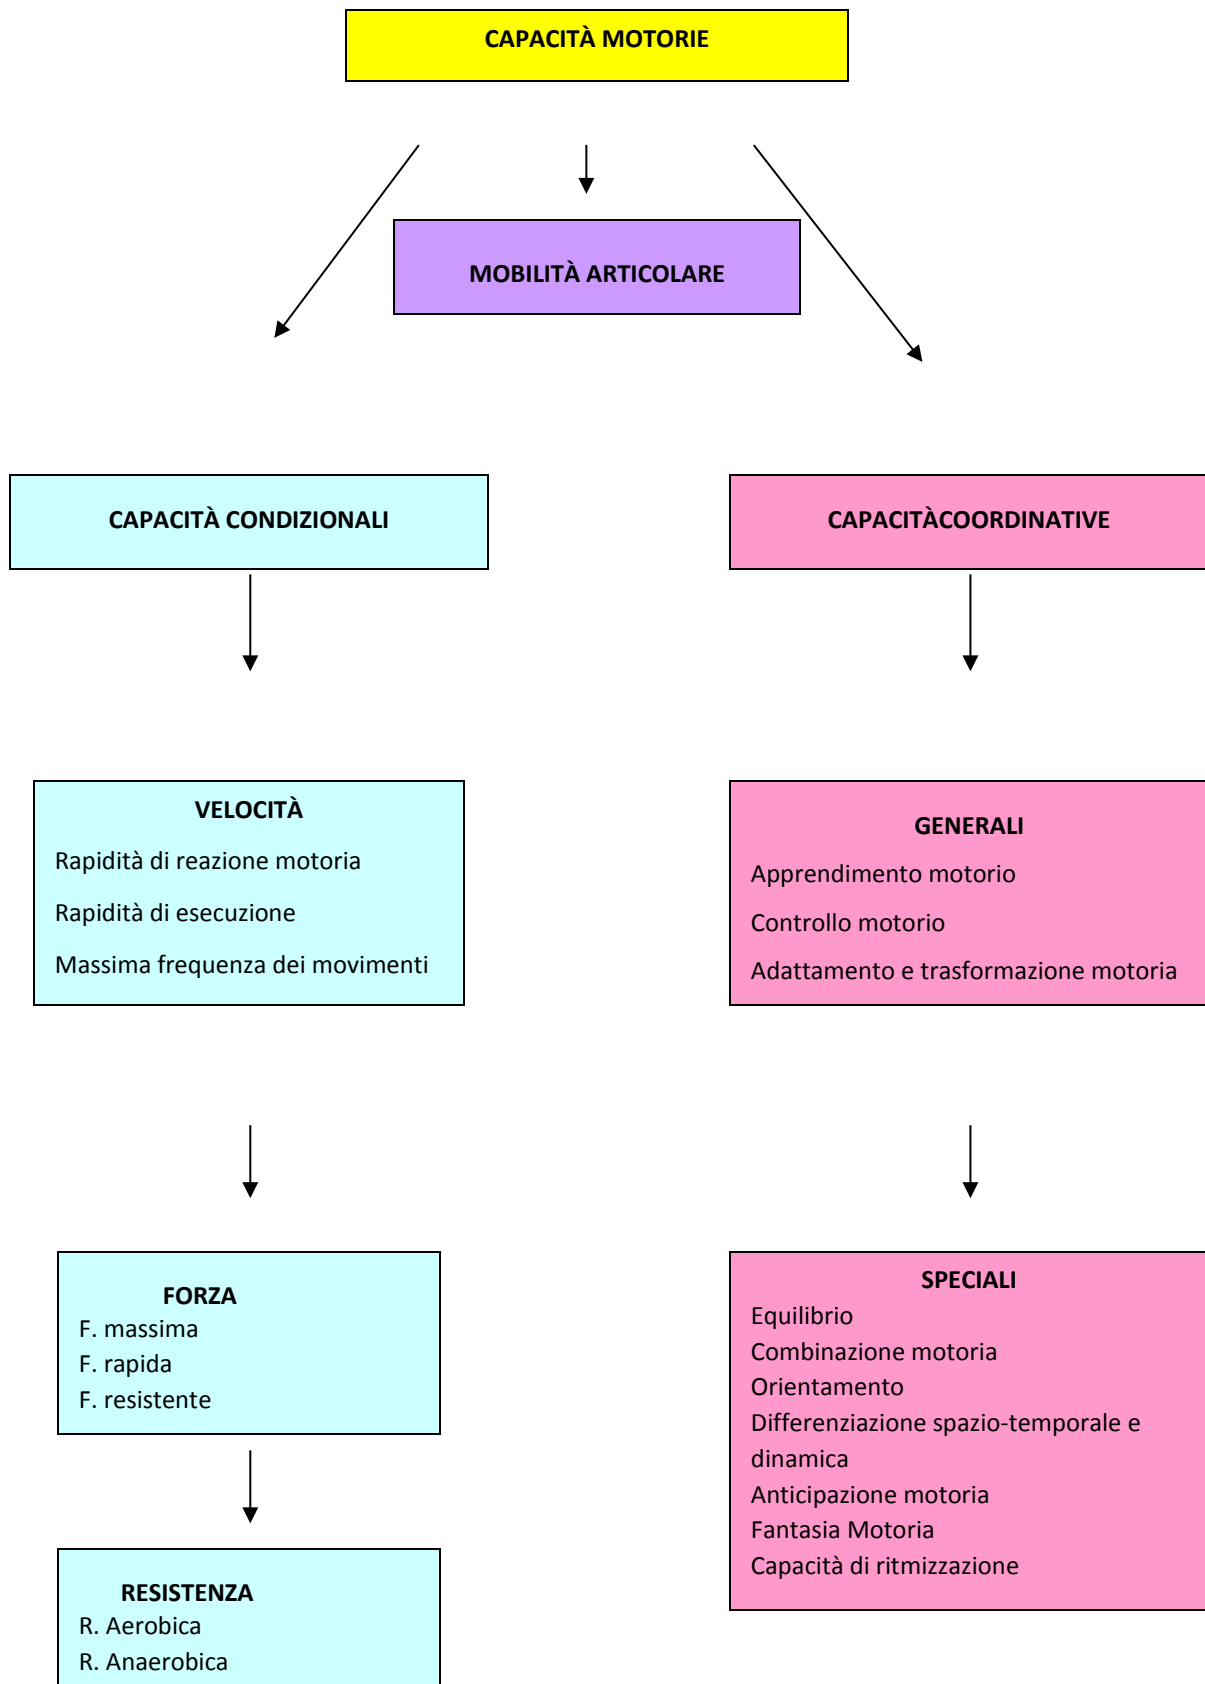 CAPACITÀ MOTORIE
MOBILITÀ ARTICOLARE
CAPACITÀ CONDIZIONALI
CAPACITÀCOORDINATIVE
VELOCITÀ
Rapidità di reazione motoria
Rapidità di esecuzione
Massima frequenza dei movimenti
GENERALI
Apprendimento motorio
Controllo motorio
Adattamento e trasformazione motoria
FORZA
F. massima
F. rapida
F. resistente
SPECIALI
Equilibrio
Combinazione motoria
Orientamento
Differenziazione spazio-temporale e
dinamica
Anticipazione motoria
Fantasia Motoria
Capacità di ritmizzazione
RESISTENZA
R. Aerobica
R. Anaerobica